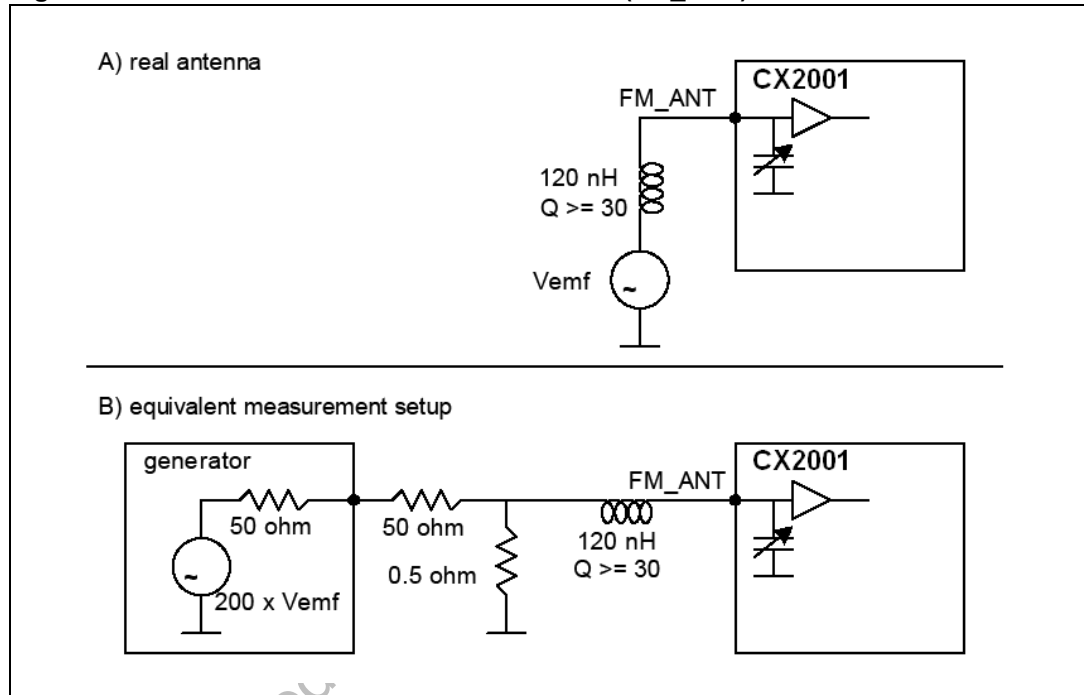 A) real antenna
CX2001
FM_ANT
120 nH
Q >= 30
Vemf
~
B) equivalent measurement setup
generator
50 ohm
50 ohm
0.5 ohm
~
200 x Vemf
FM_ANT
120 nH
Q >= 30
CX2001